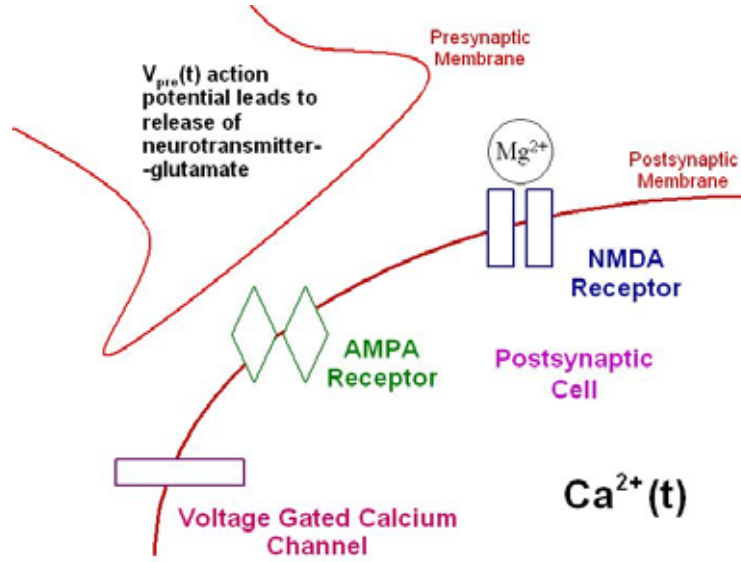 V_pre(t) action
potential leads to
release of
neurotransmitter-
-glutamate
Presynaptic
Membrane
Mg²⁺
Postsynaptic
Membrane
NMDA
Receptor
AMPA
Receptor
Postsynaptic
Cell
Ca²⁺(t)
Voltage Gated Calcium
Channel